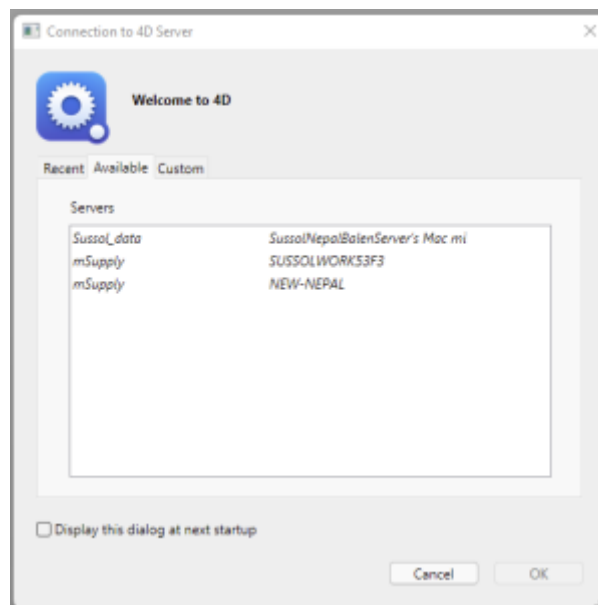 Connection to 4D Server
Welcome to 4D
Recent Available Custom
Servers
Sussol_data SussolNepalBalenServer's Mac mi
mSupply SUSSOLWORK53F3
mSupply NEW-NEPAL
Display this dialog at next startup
Cancel OK